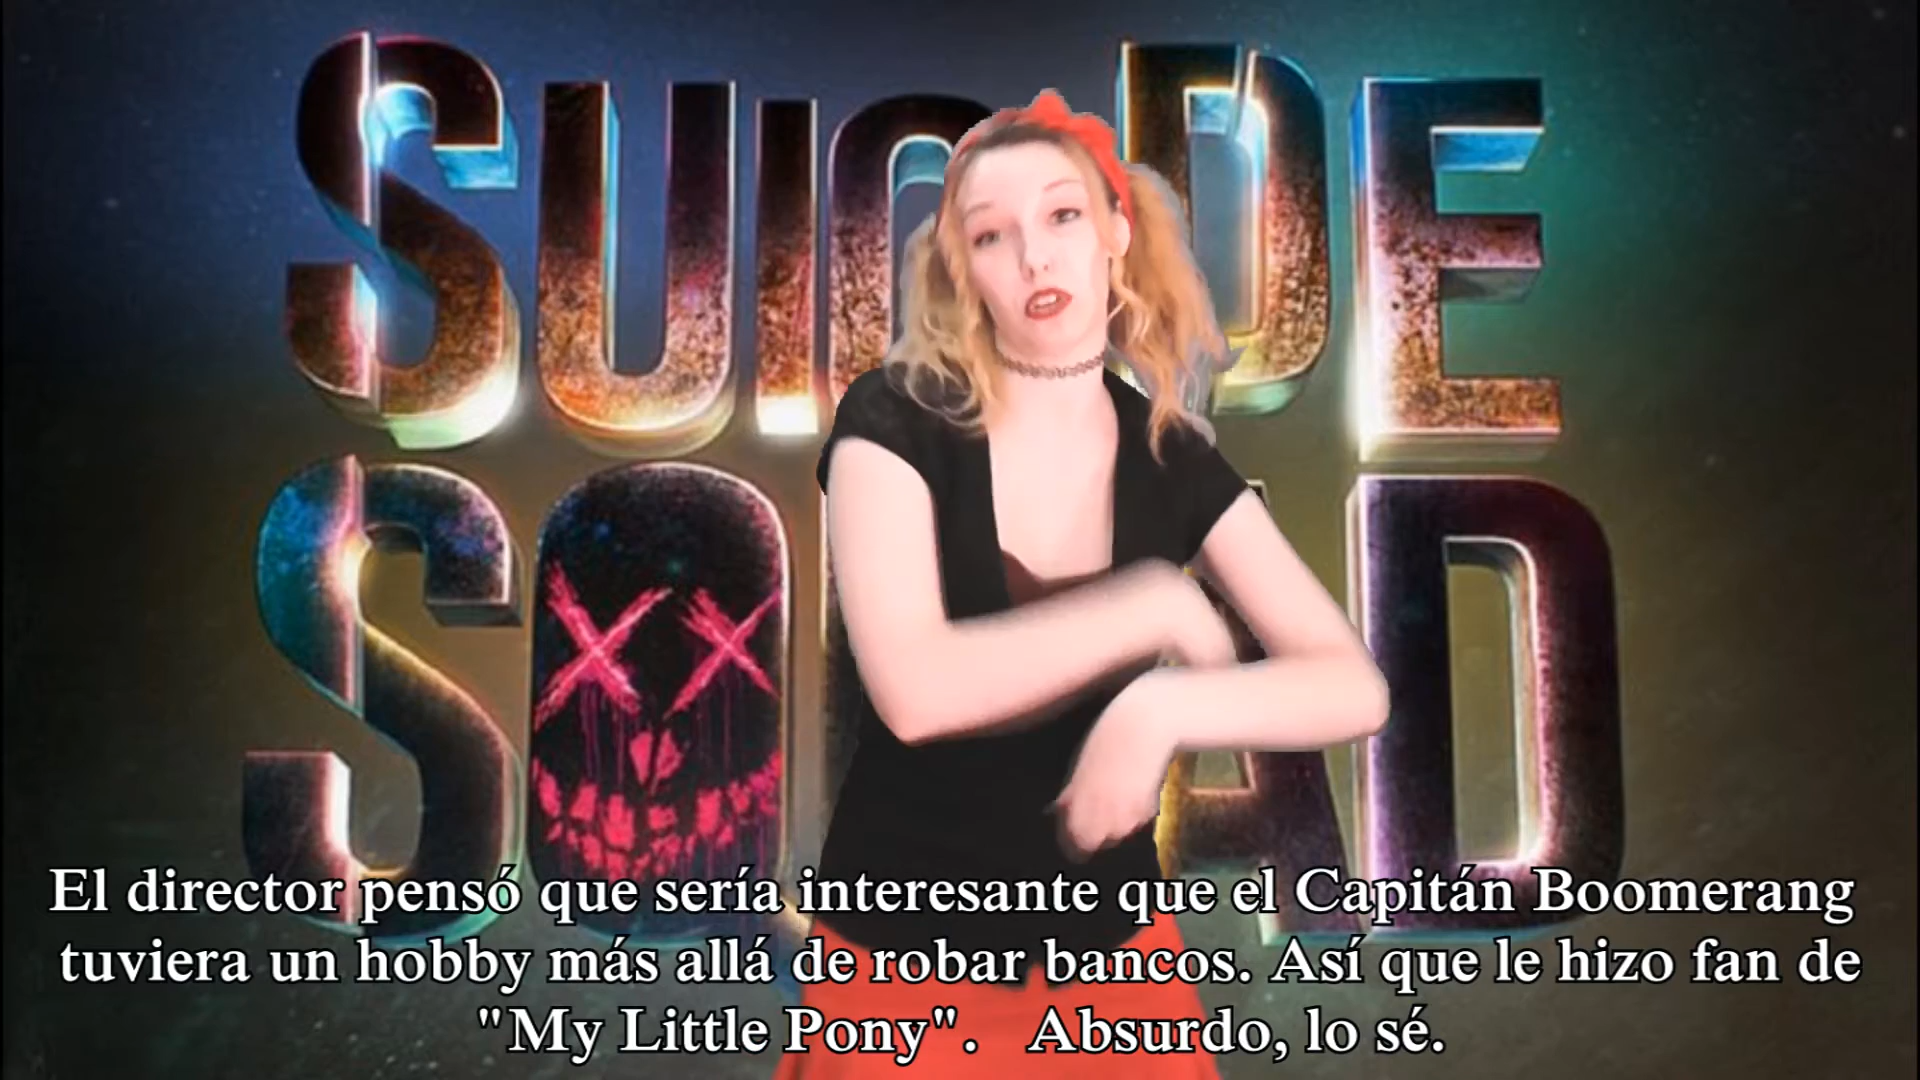 SUICIDE
SQUAD
El director pensó que sería interesante que el Capitán Boomerang
tuviera un hobby más allá de robar bancos. Así que le hizo fan de
"My Little Pony".   Absurdo, lo sé.